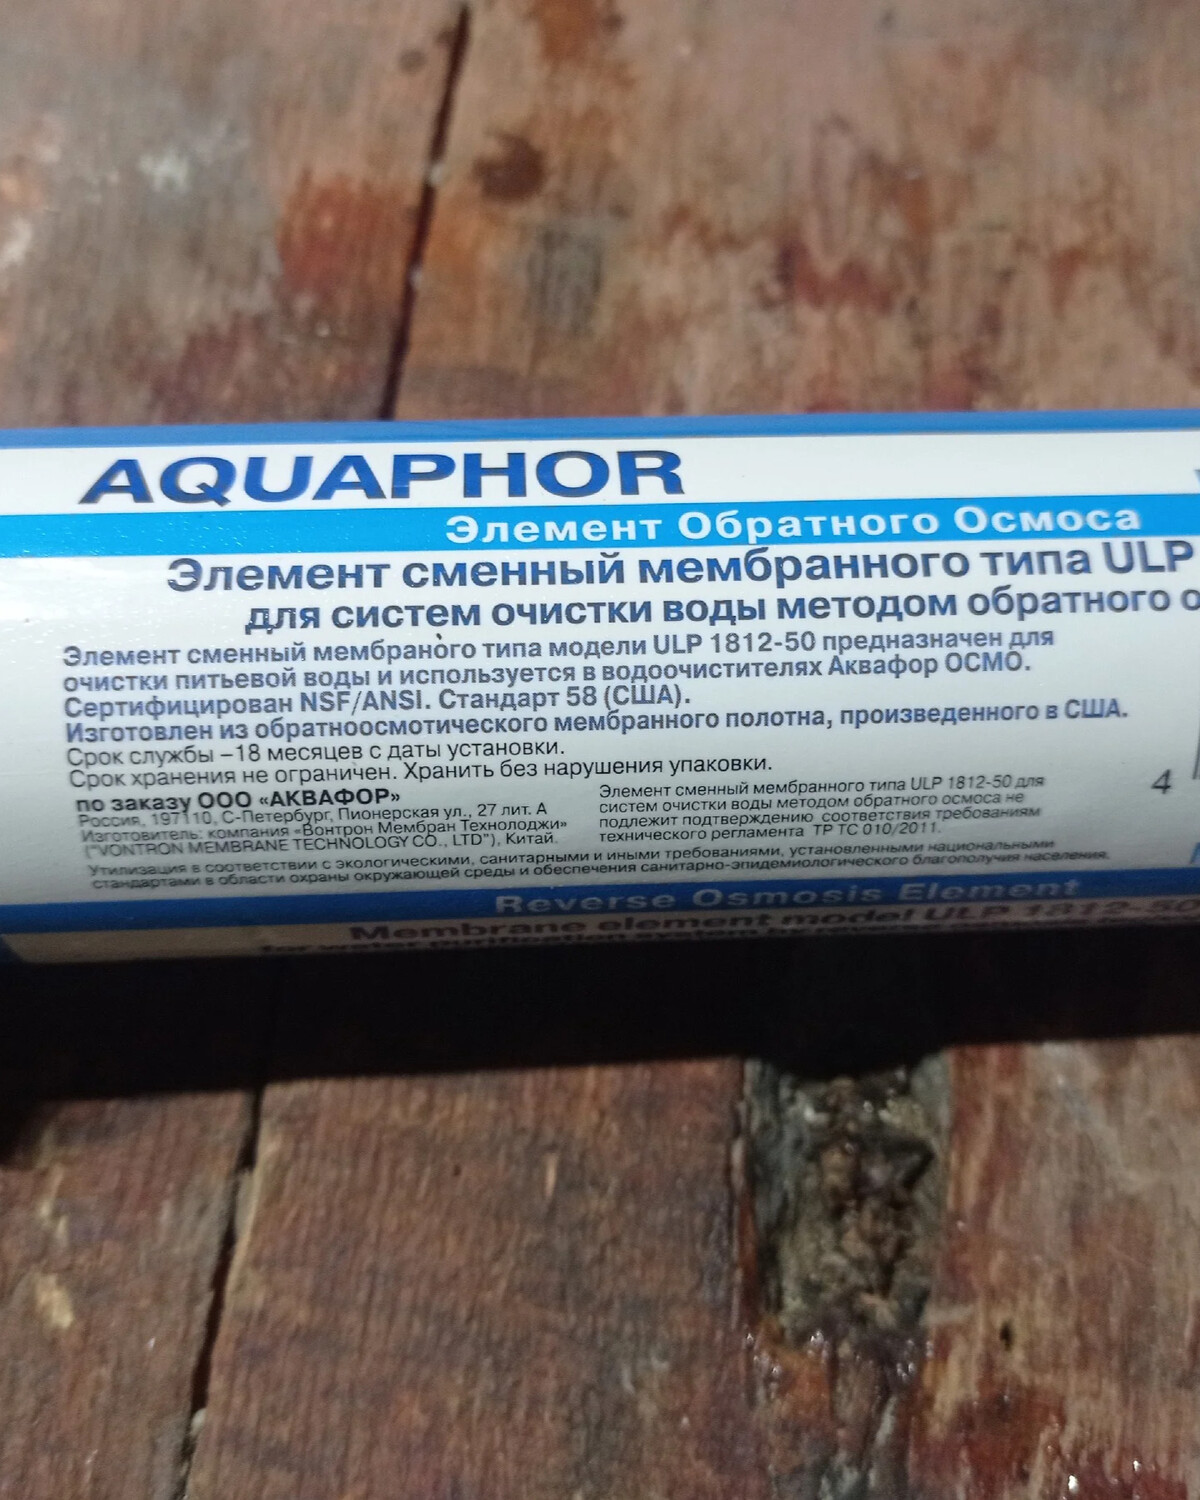 AQUAPHOR
Элемент Обратного Осмоса
Элемент сменный мембранного типа ULP
для систем очистки воды методом обратного о
Элемент сменный мембраного типа модели ULP 1812-50 предназначен для
очистки питьевой воды и используется в водоочистителях Аквафор ОСМО.
Сертифицирован NSF/ANSI. Стандарт 58 (США).
Изготовлен из обратноосмотического мембранного полотна, произведенного в США.
Срок службы –18 месяцев с даты установки.
Срок хранения не ограничен. Хранить без нарушения упаковки.
по заказу ООО «АКВАФОР»
Россия, 197110, С-Петербург, Пионерская ул., 27 лит. А
Изготовитель: компания «Вонтрон Мембран Технолоджи»
("VONTRON MEMBRANE TECHNOLOGY CO., LTD"), Китай.
Элемент сменный мембранного типа ULP 1812-50 для
систем очистки воды методом обратного осмоса не
подлежит подтверждению соответствия требованиям
технического регламента ТР ТС 010/2011.
4
Утилизация в соответствии с экологическими, санитарными и иными требованиями, установленными национальными
стандартами в области охраны окружающей среды и обеспечения санитарно-эпидемиологического благополучия населения.
Reverse Osmosis Element
Membrane element model ULP 1812-50
for water purification system by reverse